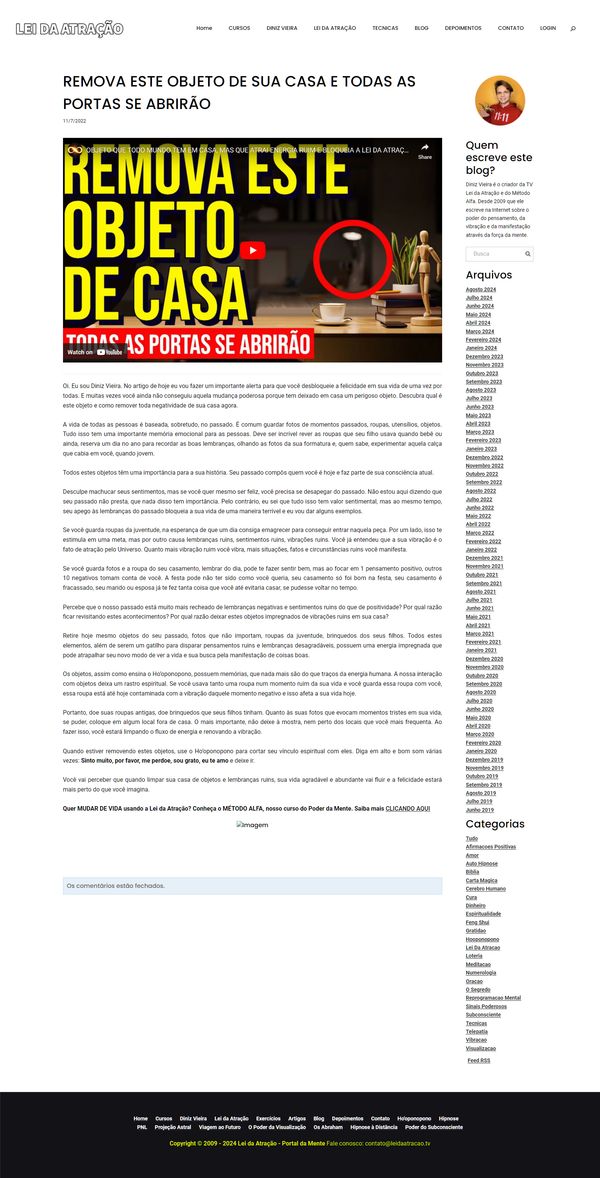 LEI DA ATRAÇÃO
Home CURSOS DINIZ VIEIRA LEI DA ATRAÇÃO TECNICAS BLOG DEPOIMENTOS CONTATO LOGIN
REMOVA ESTE OBJETO DE SUA CASA E TODAS AS
PORTAS SE ABRIRÃO
11/7/2022
OBJETO QUE TODO MUNDO TEM EM CASA, MAS QUE ATRAI ENERGIA RUIM E BLOQUEIA A LEI DA ATRAÇ...
Share
REMOVA ESTE
OBJETO
DE CASA
TODAS AS PORTAS SE ABRIRÃO
Watch on YouTube
Oi. Eu sou Diniz Vieira. No artigo de hoje eu vou fazer um importante alerta para que você desbloqueie a felicidade em sua vida de uma vez por
todas. E muitas vezes você ainda não conseguiu aquela mudança poderosa porque tem deixado em casa um perigoso objeto. Descubra qual é
este objeto e como remover toda negatividade de sua casa agora.
A vida de todas as pessoas é baseada, sobretudo, no passado. É comum guardar fotos de momentos passados, roupas, utensílios, objetos.
Tudo isso tem uma importante memória emocional para as pessoas. Deve ser incrível rever as roupas que seu filho usava quando bebê ou
ainda, reserva um dia no ano para recordar as boas lembranças, olhando as fotos da sua formatura e, quem sabe, experimentar aquela calça
que cabia em você, quando jovem.
Todos estes objetos têm uma importância para a sua história. Seu passado compôs quem você é hoje e faz parte de sua consciência atual.
Desculpe machucar seus sentimentos, mas se você quer mesmo ser feliz, você precisa se desapegar do passado. Não estou aqui dizendo que
seu passado não presta, que nada disso tem importância. Pelo contrário, eu sei que tudo isso tem valor sentimental, mas ao mesmo tempo,
seu apego às lembranças do passado bloqueia a sua vida de uma maneira terrível e eu vou dar alguns exemplos.
Se você guarda roupas da juventude, na esperança de que um dia consiga emagrecer para conseguir entrar naquela peça. Por um lado, isso te
estimula em uma meta, mas por outro causa lembranças ruins, sentimentos ruins, vibrações ruins. Você já entendeu que a sua vibração é o
fato de atração pelo Universo. Quanto mais vibração ruim você vibra, mais situações, fatos e circunstâncias ruins você manifesta.
Se você guarda fotos e a roupa do seu casamento, lembrar do dia, pode te fazer sentir bem, mas ao focar em 1 pensamento positivo, outros
10 negativos tomam conta de você. A festa pode não ter sido como você queria, seu casamento só foi bom na festa, seu casamento é
fracassado, seu marido ou esposa já te fez tanta coisa que você até evitaria casar, se pudesse voltar no tempo.
Percebe que o nosso passado está muito mais recheado de lembranças negativas e sentimentos ruins do que de positividade? Por qual razão
ficar revisitando estes acontecimentos? Por qual razão deixar estes objetos impregnados de vibrações ruins em sua casa?
Retire hoje mesmo objetos do seu passado, fotos que não importam, roupas da juventude, brinquedos dos seus filhos. Todos estes
elementos, além de serem um gatilho para disparar pensamentos ruins e lembranças desagradáveis, possuem uma energia impregnada que
pode atrapalhar seu novo modo de ver a vida e sua busca pela manifestação de coisas boas.
Os objetos, assim como ensina o Ho'oponopono, possuem memórias, que nada mais são do que traços da energia humana. A nossa interação
com objetos deixa um rastro espiritual. Se você usava tanto uma roupa num momento ruim da sua vida e você guarda essa roupa com você,
essa roupa está até hoje contaminada com a vibração daquele momento negativo e isso afeta a sua vida hoje.
Portanto, doe suas roupas antigas, doe brinquedos que seus filhos tinham. Quanto às suas fotos que evocam momentos tristes em sua vida,
se puder, coloque em algum local fora de casa. O mais importante, não deixe à mostra, nem perto dos locais que você mais frequenta. Ao
fazer isso, você estará limpando o fluxo de energia e renovando a vibração.
Quando estiver removendo estes objetos, use o Ho'oponopono para cortar seu vínculo espiritual com eles. Diga em alto e bom som várias
vezes: Sinto muito, por favor, me perdoe, sou grato, eu te amo e deixe ir.
Você vai perceber que quando limpar sua casa de objetos e lembranças ruins, sua vida agradável e abundante vai fluir e a felicidade estará
mais perto do que você imagina.
Quer MUDAR DE VIDA usando a Lei da Atração? Conheça o MÉTODO ALFA, nosso curso do Poder da Mente. Saiba mais CLICANDO AQUI
Imagem
Os comentários estão fechados.
11:11
Quem
escreve este
blog?
Diniz Vieira é o criador da TV
Lei da Atração e do Método
Alfa. Desde 2009 que ele
escreve na Internet sobre o
poder do pensamento, da
vibração e da manifestação
através da força da mente.
Busca
Arquivos
Agosto 2024
Julho 2024
Junho 2024
Maio 2024
Abril 2024
Março 2024
Fevereiro 2024
Janeiro 2024
Dezembro 2023
Novembro 2023
Outubro 2023
Setembro 2023
Agosto 2023
Julho 2023
Junho 2023
Maio 2023
Abril 2023
Março 2023
Fevereiro 2023
Janeiro 2023
Dezembro 2022
Novembro 2022
Outubro 2022
Setembro 2022
Agosto 2022
Julho 2022
Junho 2022
Maio 2022
Abril 2022
Março 2022
Fevereiro 2022
Janeiro 2022
Dezembro 2021
Novembro 2021
Outubro 2021
Setembro 2021
Agosto 2021
Julho 2021
Junho 2021
Maio 2021
Abril 2021
Março 2021
Fevereiro 2021
Janeiro 2021
Dezembro 2020
Novembro 2020
Outubro 2020
Setembro 2020
Agosto 2020
Julho 2020
Junho 2020
Maio 2020
Abril 2020
Março 2020
Fevereiro 2020
Janeiro 2020
Dezembro 2019
Novembro 2019
Outubro 2019
Setembro 2019
Agosto 2019
Julho 2019
Junho 2019
Categorias
Tudo
Afirmacoes Positivas
Amor
Auto Hipnose
Biblia
Carta Magica
Cerebro Humano
Cura
Dinheiro
Espiritualidade
Feng Shui
Gratidao
Hooponopono
Lei Da Atracao
Loteria
Meditacao
Numerologia
Oracao
O Segredo
Reprogramacao Mental
Sinais Poderosos
Subconsciente
Tecnicas
Telepatia
Vibracao
Visualizacao
Feed RSS
Home Cursos Diniz Vieira Lei da Atração Exercícios Artigos Blog Depoimentos Contato Ho'oponopono Hipnose
PNL Projeção Astral Viagem ao Futuro O Poder da Visualização Os Abraham Hipnose à Distância Poder do Subconsciente
Copyright © 2009 - 2024 Lei da Atração - Portal da Mente Fale conosco: contato@leidaatracao.tv